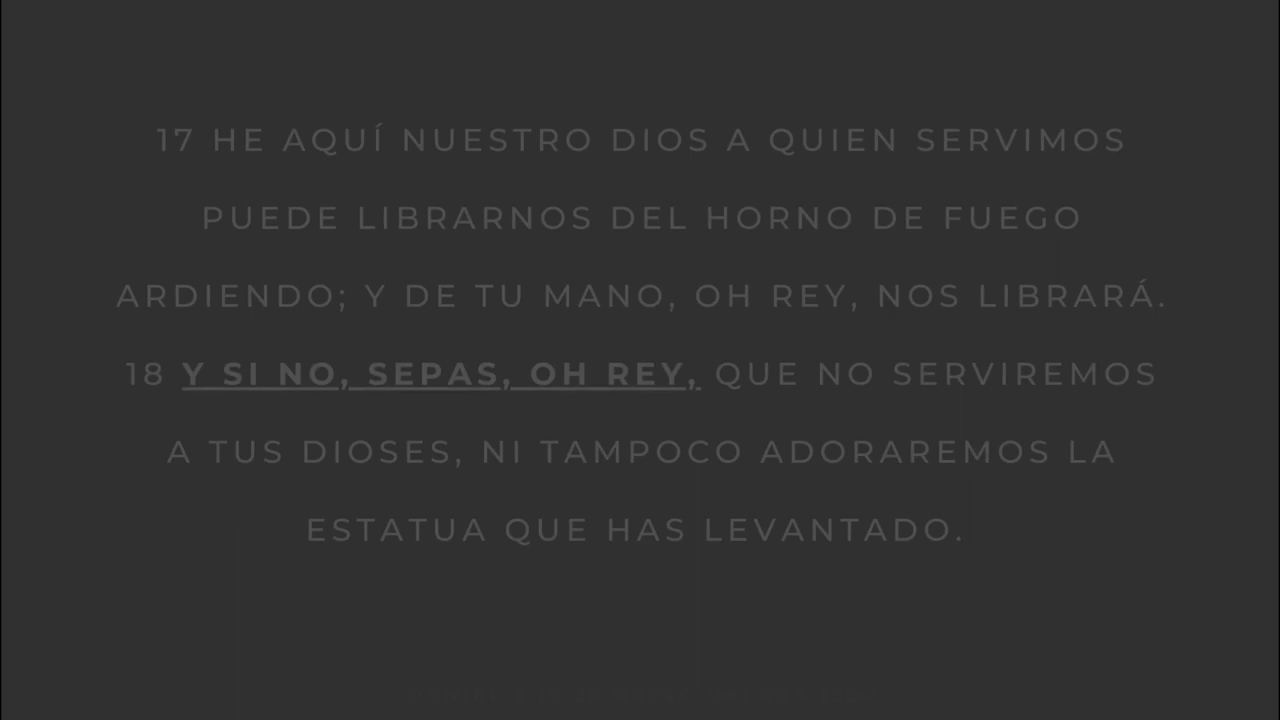 17 HE AQUÍ NUESTRO DIOS A QUIEN SERVIMOS
PUEDE LIBRARNOS DEL HORNO DE FUEGO
ARDIENDO; Y DE TU MANO, OH REY, NOS LIBRARÁ.
18 Y SI NO, SEPAS, OH REY, QUE NO SERVIREMOS
A TUS DIOSES, NI TAMPOCO ADORAREMOS LA
ESTATUA QUE HAS LEVANTADO.